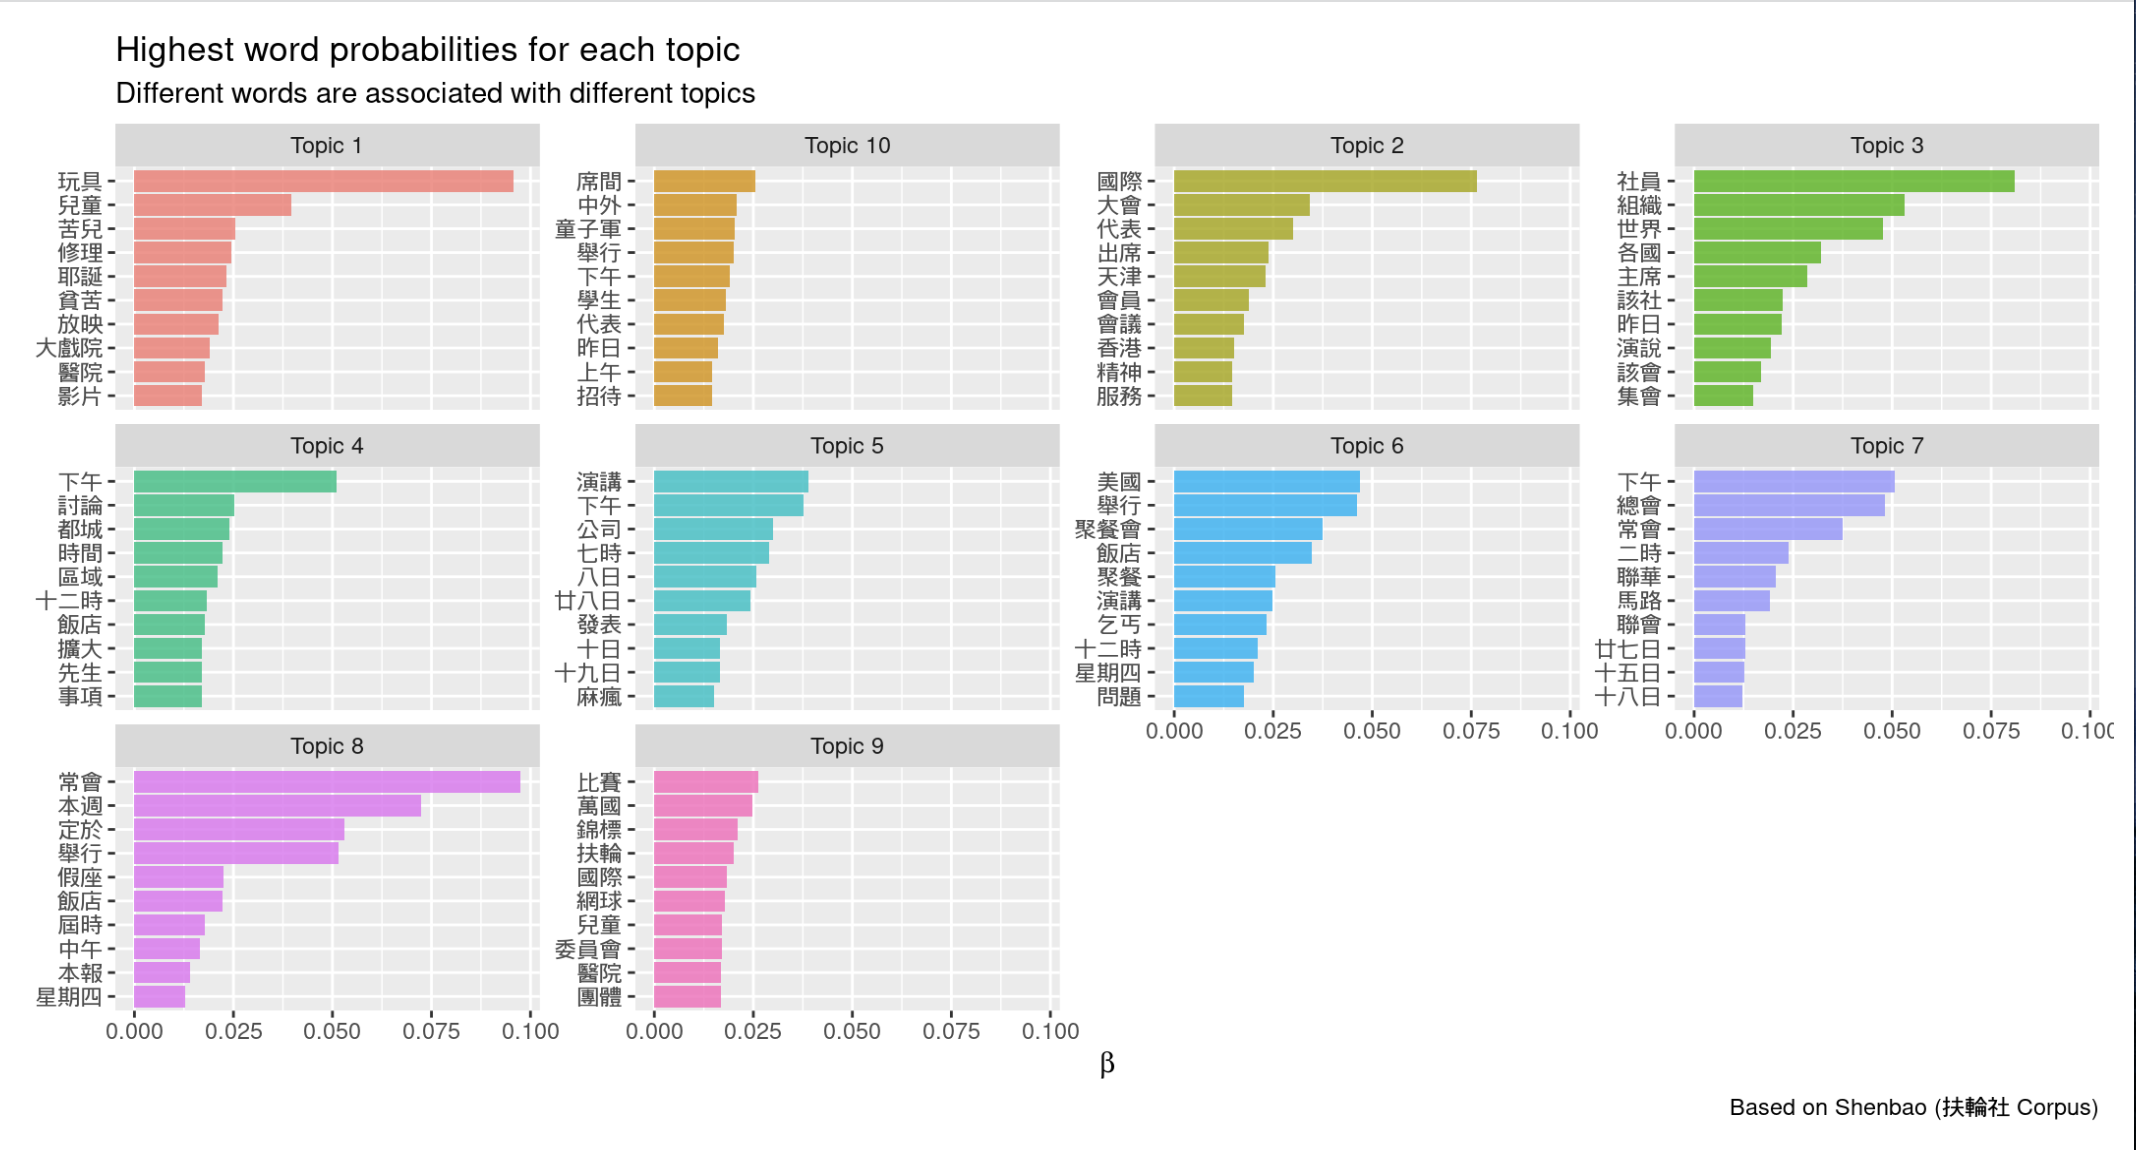 Highest word probabilities for each topic
Different words are associated with different topics
Topic 1
玩具
兒童
苦兒
修理
耶誕
貧苦
放映
大戲院
醫院
影片
Topic 10
席間
中外
童子軍
舉行
下午
學生
代表
昨日
上午
招待
Topic 2
國際
大會
代表
出席
天津
會員
會議
香港
精神
服務
Topic 3
社員
組織
世界
各國
主席
該社
昨日
演說
該會
集會
Topic 4
下午
討論
都城
時間
區域
十二時
飯店
擴大
先生
事項
Topic 5
演講
下午
公司
七時
八日
廿八日
發表
十日
十九日
麻瘋
Topic 6
美國
舉行
聚餐會
飯店
聚餐
演講
乞丐
十二時
星期四
問題
0.000 0.025 0.050 0.075 0.100
Topic 7
下午
總會
常會
二時
聯華
馬路
聯會
廿七日
十五日
十八日
0.000 0.025 0.050 0.075 0.100
Topic 8
常會
本週
定於
舉行
假座
飯店
屆時
中午
本報
星期四
0.000 0.025 0.050 0.075 0.100
Topic 9
比賽
萬國
錦標
扶輪
國際
網球
兒童
委員會
醫院
團體
0.000 0.025 0.050 0.075 0.100
β
Based on Shenbao (扶輪社 Corpus)